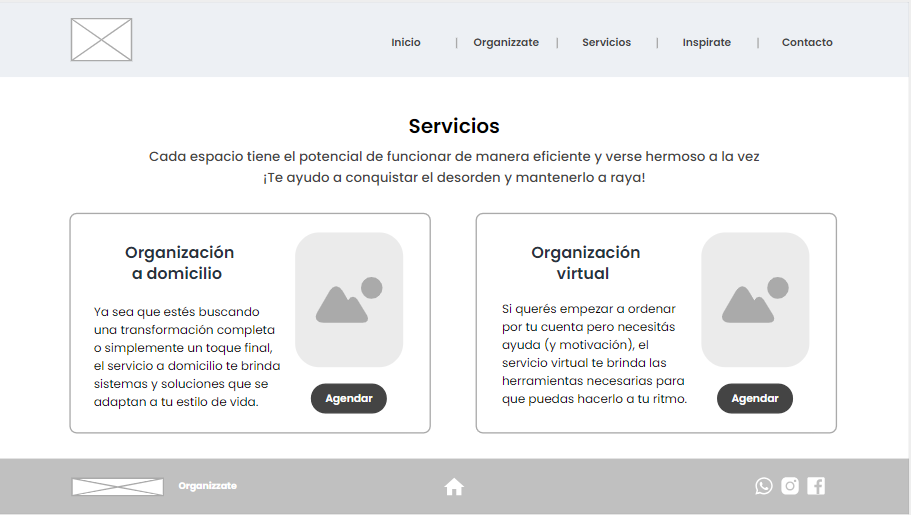 Inicio | Organizzate | Servicios | Inspirate | Contacto
Servicios
Cada espacio tiene el potencial de funcionar de manera eficiente y verse hermoso a la vez
¡Te ayudo a conquistar el desorden y mantenerlo a raya!
Organización
a domicilio
Ya sea que estés buscando
una transformación completa
o simplemente un toque final,
el servicio a domicilio te brinda
sistemas y soluciones que se
adaptan a tu estilo de vida.
Agendar
Organización
virtual
Si querés empezar a ordenar
por tu cuenta pero necesitás
ayuda (y motivación), el
servicio virtual te brinda las
herramientas necesarias para
que puedas hacerlo a tu ritmo.
Agendar
Organizzate